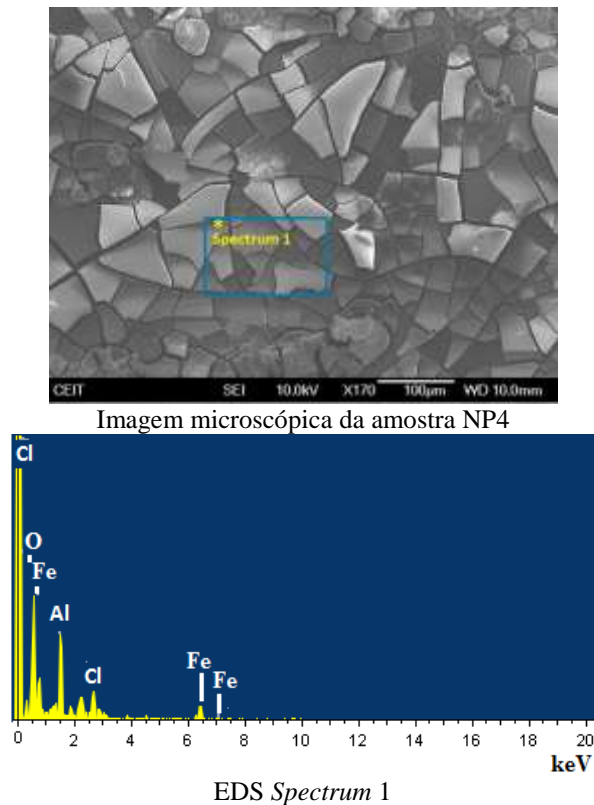 *
Spectrum 1
CEIT SEI 10.0kV X170 100µm WD 10.0mm
Imagem microscópica da amostra NP4
Cl
O
Fe
Al
Cl
Fe
Fe
0 2 4 6 8 10 12 14 16 18 20
keV
EDS Spectrum 1